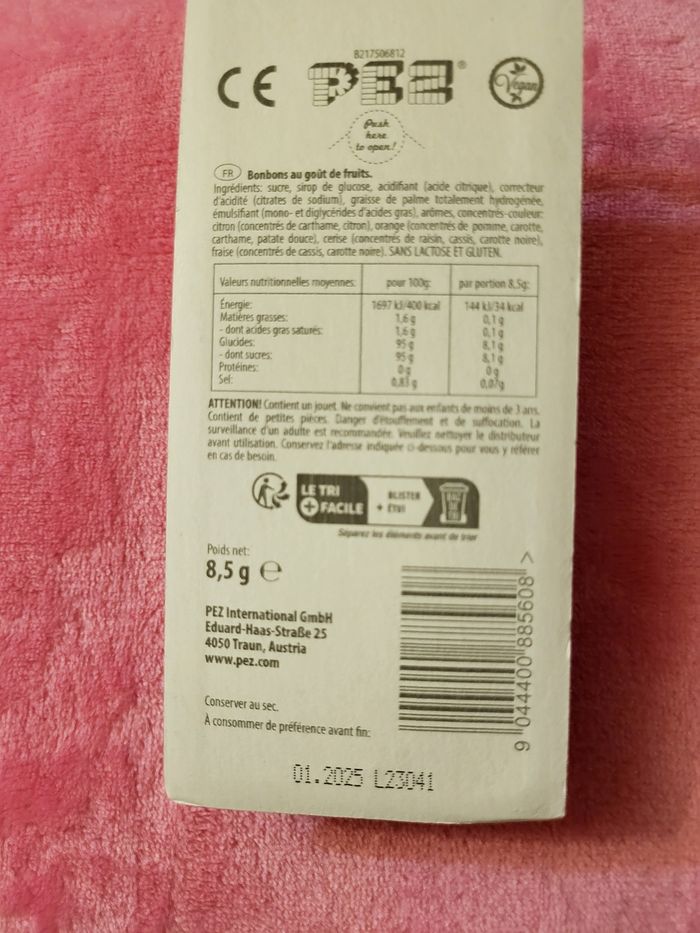 B217506812
CE PEZ® Vegan
Push
here
to open!
FR Bonbons au goût de fruits.
Ingrédients: sucre, sirop de glucose, acidifiant (acide citrique), correcteur
d'acidité (citrates de sodium), graisse de palme totalement hydrogénée,
émulsifiant (mono- et diglycérides d'acides gras), arômes, concentrés-couleur:
citron (concentrés de carthame, citron), orange (concentrés de pomme, carotte,
carthame, patate douce), cerise (concentrés de raisin, cassis, carotte noire),
fraise (concentrés de cassis, carotte noire). SANS LACTOSE ET GLUTEN.
Valeurs nutritionnelles moyennes: pour 100g: par portion 8,5g:
Énergie: 1697 kJ/400 kcal 144 kJ/34 kcal
Matières grasses: 1,6 g 0,1 g
- dont acides gras saturés: 1,6 g 0,1 g
Glucides: 95 g 8,1 g
- dont sucres: 95 g 8,1 g
Protéines: 0 g 0 g
Sel: 0,83 g 0,07g
ATTENTION! Contient un jouet. Ne convient pas aux enfants de moins de 3 ans.
Contient de petites pièces. Danger d'étouffement et de suffocation. La
surveillance d'un adulte est recommandée. Veuillez nettoyer le distributeur
avant utilisation. Conservez l'adresse indiquée ci-dessous pour vous y référer
en cas de besoin.
LE TRI
+ FACILE
BLISTER
+ ÉTUI
BAC
DE
TRI
Séparez les éléments avant de trier
Poids net:
8,5 g e
PEZ International GmbH
Eduard-Haas-Straße 25
4050 Traun, Austria
www.pez.com
Conserver au sec.
À consommer de préférence avant fin:
01.2025 L23041
9 044400 885608 >